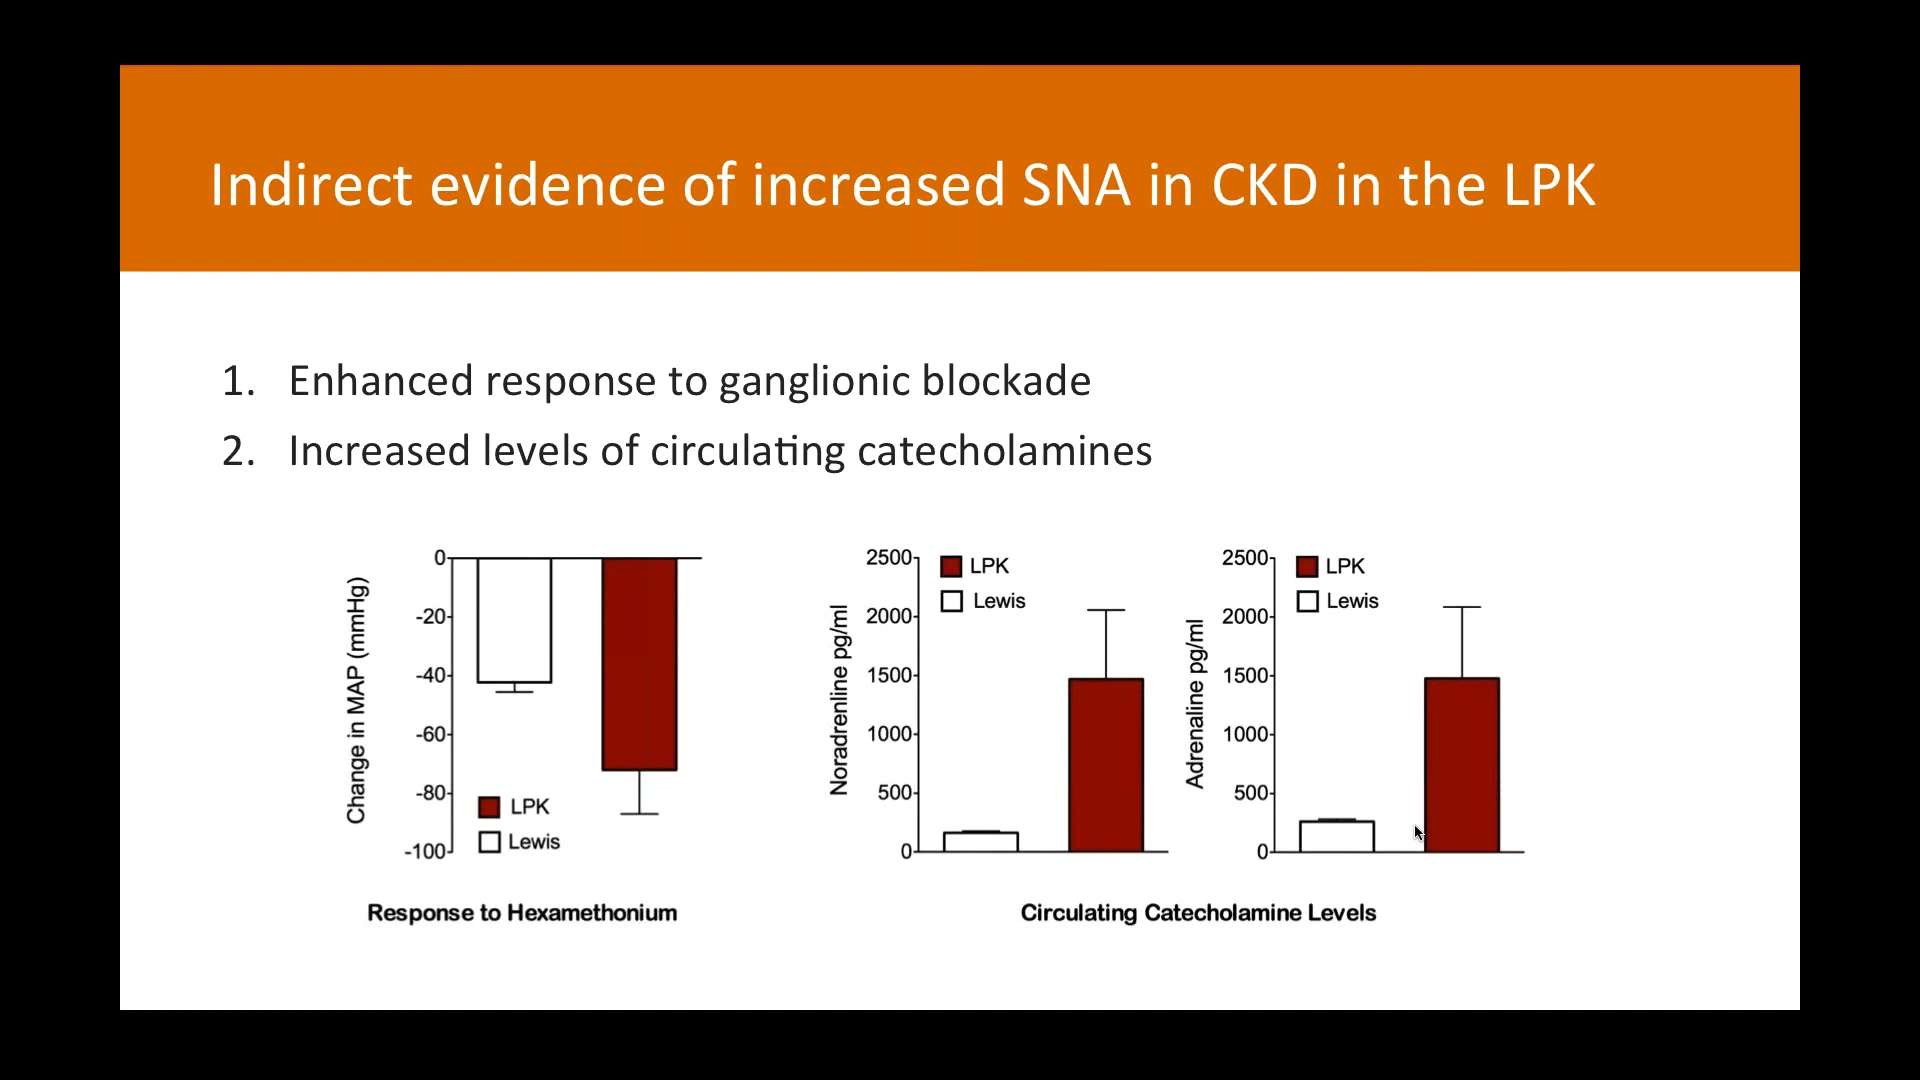 Indirect evidence of increased SNA in CKD in the LPK
1. Enhanced response to ganglionic blockade
2. Increased levels of circulating catecholamines
Change in MAP (mmHg)
0
-20
-40
-60
-80
-100
LPK
Lewis
Response to Hexamethonium
Noradrenline pg/ml
2500
2000
1500
1000
500
0
LPK
Lewis
Adrenaline pg/ml
2500
2000
1500
1000
500
0
LPK
Lewis
Circulating Catecholamine Levels